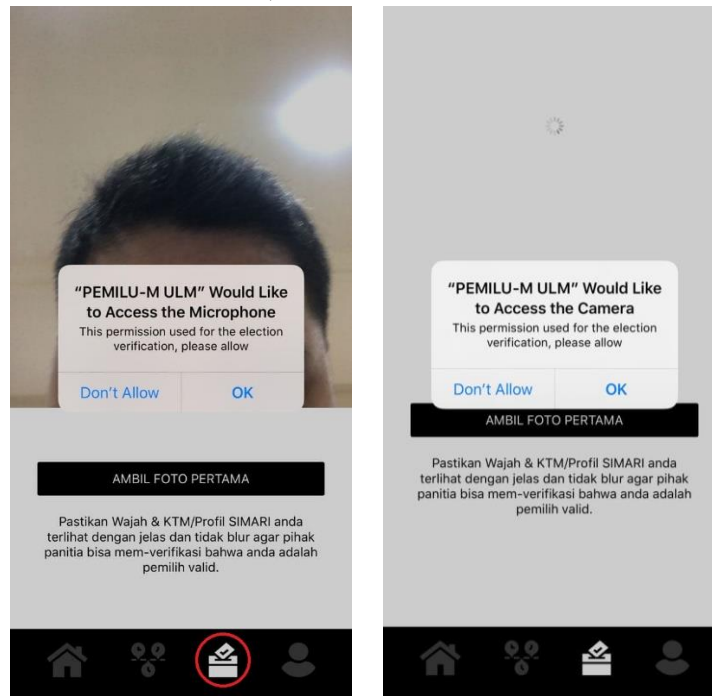 “PEMILU-M ULM” Would Like
to Access the Microphone
This permission used for the election
verification, please allow
Don’t Allow
OK
AMBIL FOTO PERTAMA
Pastikan Wajah & KTM/Profil SIMARI anda
terlihat dengan jelas dan tidak blur agar pihak
panitia bisa mem-verifikasi bahwa anda adalah
pemilih valid.
“PEMILU-M ULM” Would Like
to Access the Camera
This permission used for the election
verification, please allow
Don’t Allow
OK
AMBIL FOTO PERTAMA
Pastikan Wajah & KTM/Profil SIMARI anda
terlihat dengan jelas dan tidak blur agar pihak
panitia bisa mem-verifikasi bahwa anda adalah
pemilih valid.